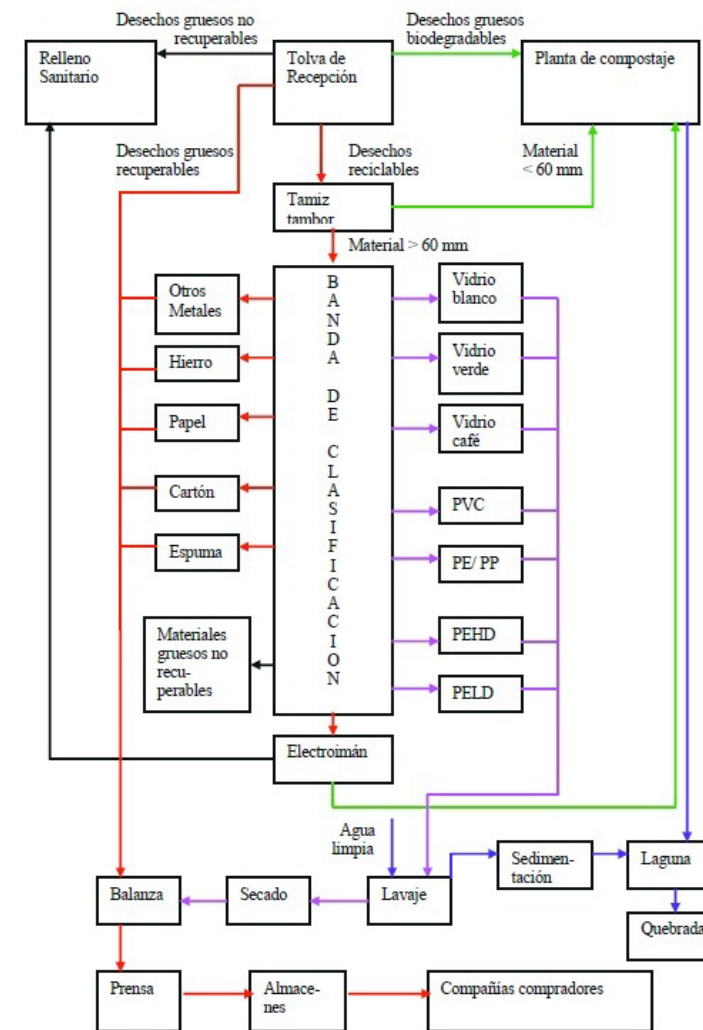 Desechos gruesos no
recuperables
Desechos gruesos
biodegradables
Relleno
Sanitario
Tolva de
Recepción
Planta de compostaje
Desechos gruesos
recuperables
Desechos
reciclables
Material
< 60 mm
Tamiz
tambor
Material > 60 mm
BANDA DE CLASIFICACION
Otros
Metales
Hierro
Papel
Cartón
Espuma
Materiales
gruesos no
recu-
perables
Vidrio
blanco
Vidrio
verde
Vidrio
café
PVC
PE/ PP
PEHD
PELD
Electroimán
Agua
limpia
Sedimen-
tación
Laguna
Balanza
Secado
Lavaje
Quebrada
Prensa
Almace-
nes
Compañías compradores